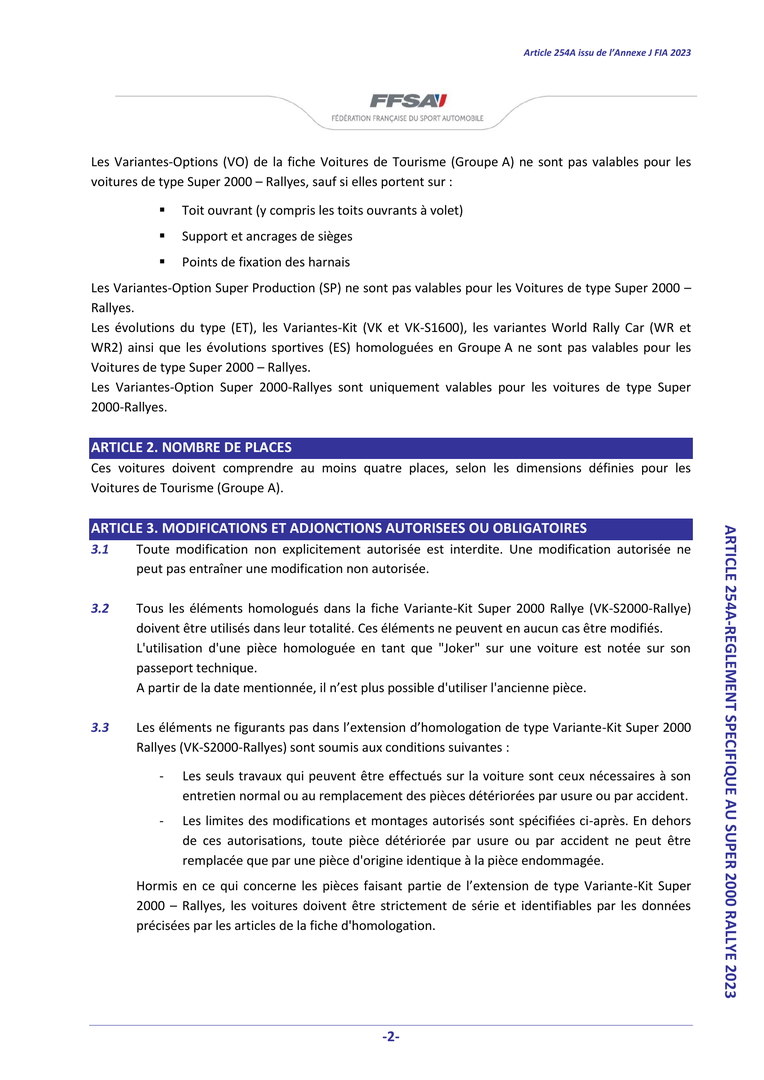 Article 254A issu de l'Annexe J FIA 2023
FFSA
FÉDÉRATION FRANÇAISE DU SPORT AUTOMOBILE
Les Variantes-Options (VO) de la fiche Voitures de Tourisme (Groupe A) ne sont pas valables pour les
voitures de type Super 2000 – Rallyes, sauf si elles portent sur :
▪ Toit ouvrant (y compris les toits ouvrants à volet)
▪ Support et ancrages de sièges
▪ Points de fixation des harnais
Les Variantes-Option Super Production (SP) ne sont pas valables pour les Voitures de type Super 2000 –
Rallyes.
Les évolutions du type (ET), les Variantes-Kit (VK et VK-S1600), les variantes World Rally Car (WR et
WR2) ainsi que les évolutions sportives (ES) homologuées en Groupe A ne sont pas valables pour les
Voitures de type Super 2000 – Rallyes.
Les Variantes-Option Super 2000-Rallyes sont uniquement valables pour les voitures de type Super
2000-Rallyes.
ARTICLE 2. NOMBRE DE PLACES
Ces voitures doivent comprendre au moins quatre places, selon les dimensions définies pour les
Voitures de Tourisme (Groupe A).
ARTICLE 3. MODIFICATIONS ET ADJONCTIONS AUTORISEES OU OBLIGATOIRES
3.1 Toute modification non explicitement autorisée est interdite. Une modification autorisée ne
peut pas entraîner une modification non autorisée.
3.2 Tous les éléments homologués dans la fiche Variante-Kit Super 2000 Rallye (VK-S2000-Rallye)
doivent être utilisés dans leur totalité. Ces éléments ne peuvent en aucun cas être modifiés.
L'utilisation d'une pièce homologuée en tant que "Joker" sur une voiture est notée sur son
passeport technique.
A partir de la date mentionnée, il n'est plus possible d'utiliser l'ancienne pièce.
3.3 Les éléments ne figurants pas dans l'extension d'homologation de type Variante-Kit Super 2000
Rallyes (VK-S2000-Rallyes) sont soumis aux conditions suivantes :
- Les seuls travaux qui peuvent être effectués sur la voiture sont ceux nécessaires à son
entretien normal ou au remplacement des pièces détériorées par usure ou par accident.
- Les limites des modifications et montages autorisés sont spécifiées ci-après. En dehors
de ces autorisations, toute pièce détériorée par usure ou par accident ne peut être
remplacée que par une pièce d'origine identique à la pièce endommagée.
Hormis en ce qui concerne les pièces faisant partie de l'extension de type Variante-Kit Super
2000 – Rallyes, les voitures doivent être strictement de série et identifiables par les données
précisées par les articles de la fiche d'homologation.
ARTICLE 254A-REGLEMENT SPECIFIQUE AU SUPER 2000 RALLYE 2023
-2-